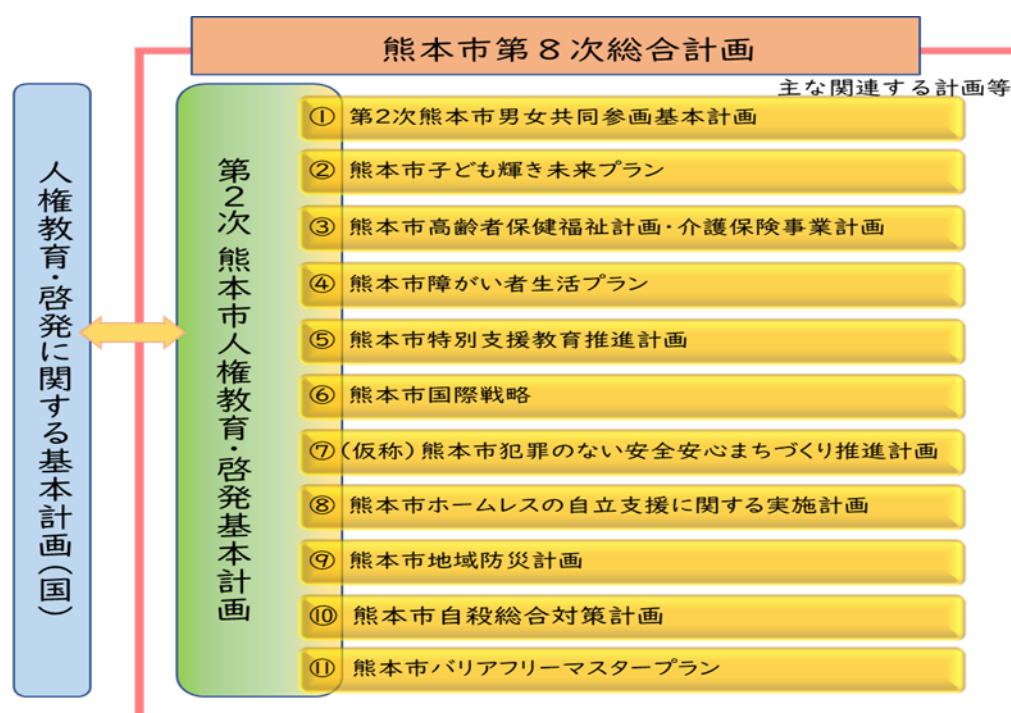 熊本市第８次総合計画
主な関連する計画等
人権教育・啓発に関する基本計画(国)
第２次 熊本市人権教育・啓発基本計画
① 第2次熊本市男女共同参画基本計画
② 熊本市子ども輝き未来プラン
③ 熊本市高齢者保健福祉計画・介護保険事業計画
④ 熊本市障がい者生活プラン
⑤ 熊本市特別支援教育推進計画
⑥ 熊本市国際戦略
⑦(仮称)熊本市犯罪のない安全安心まちづくり推進計画
⑧ 熊本市ホームレスの自立支援に関する実施計画
⑨ 熊本市地域防災計画
⑩ 熊本市自殺総合対策計画
⑪ 熊本市バリアフリーマスタープラン